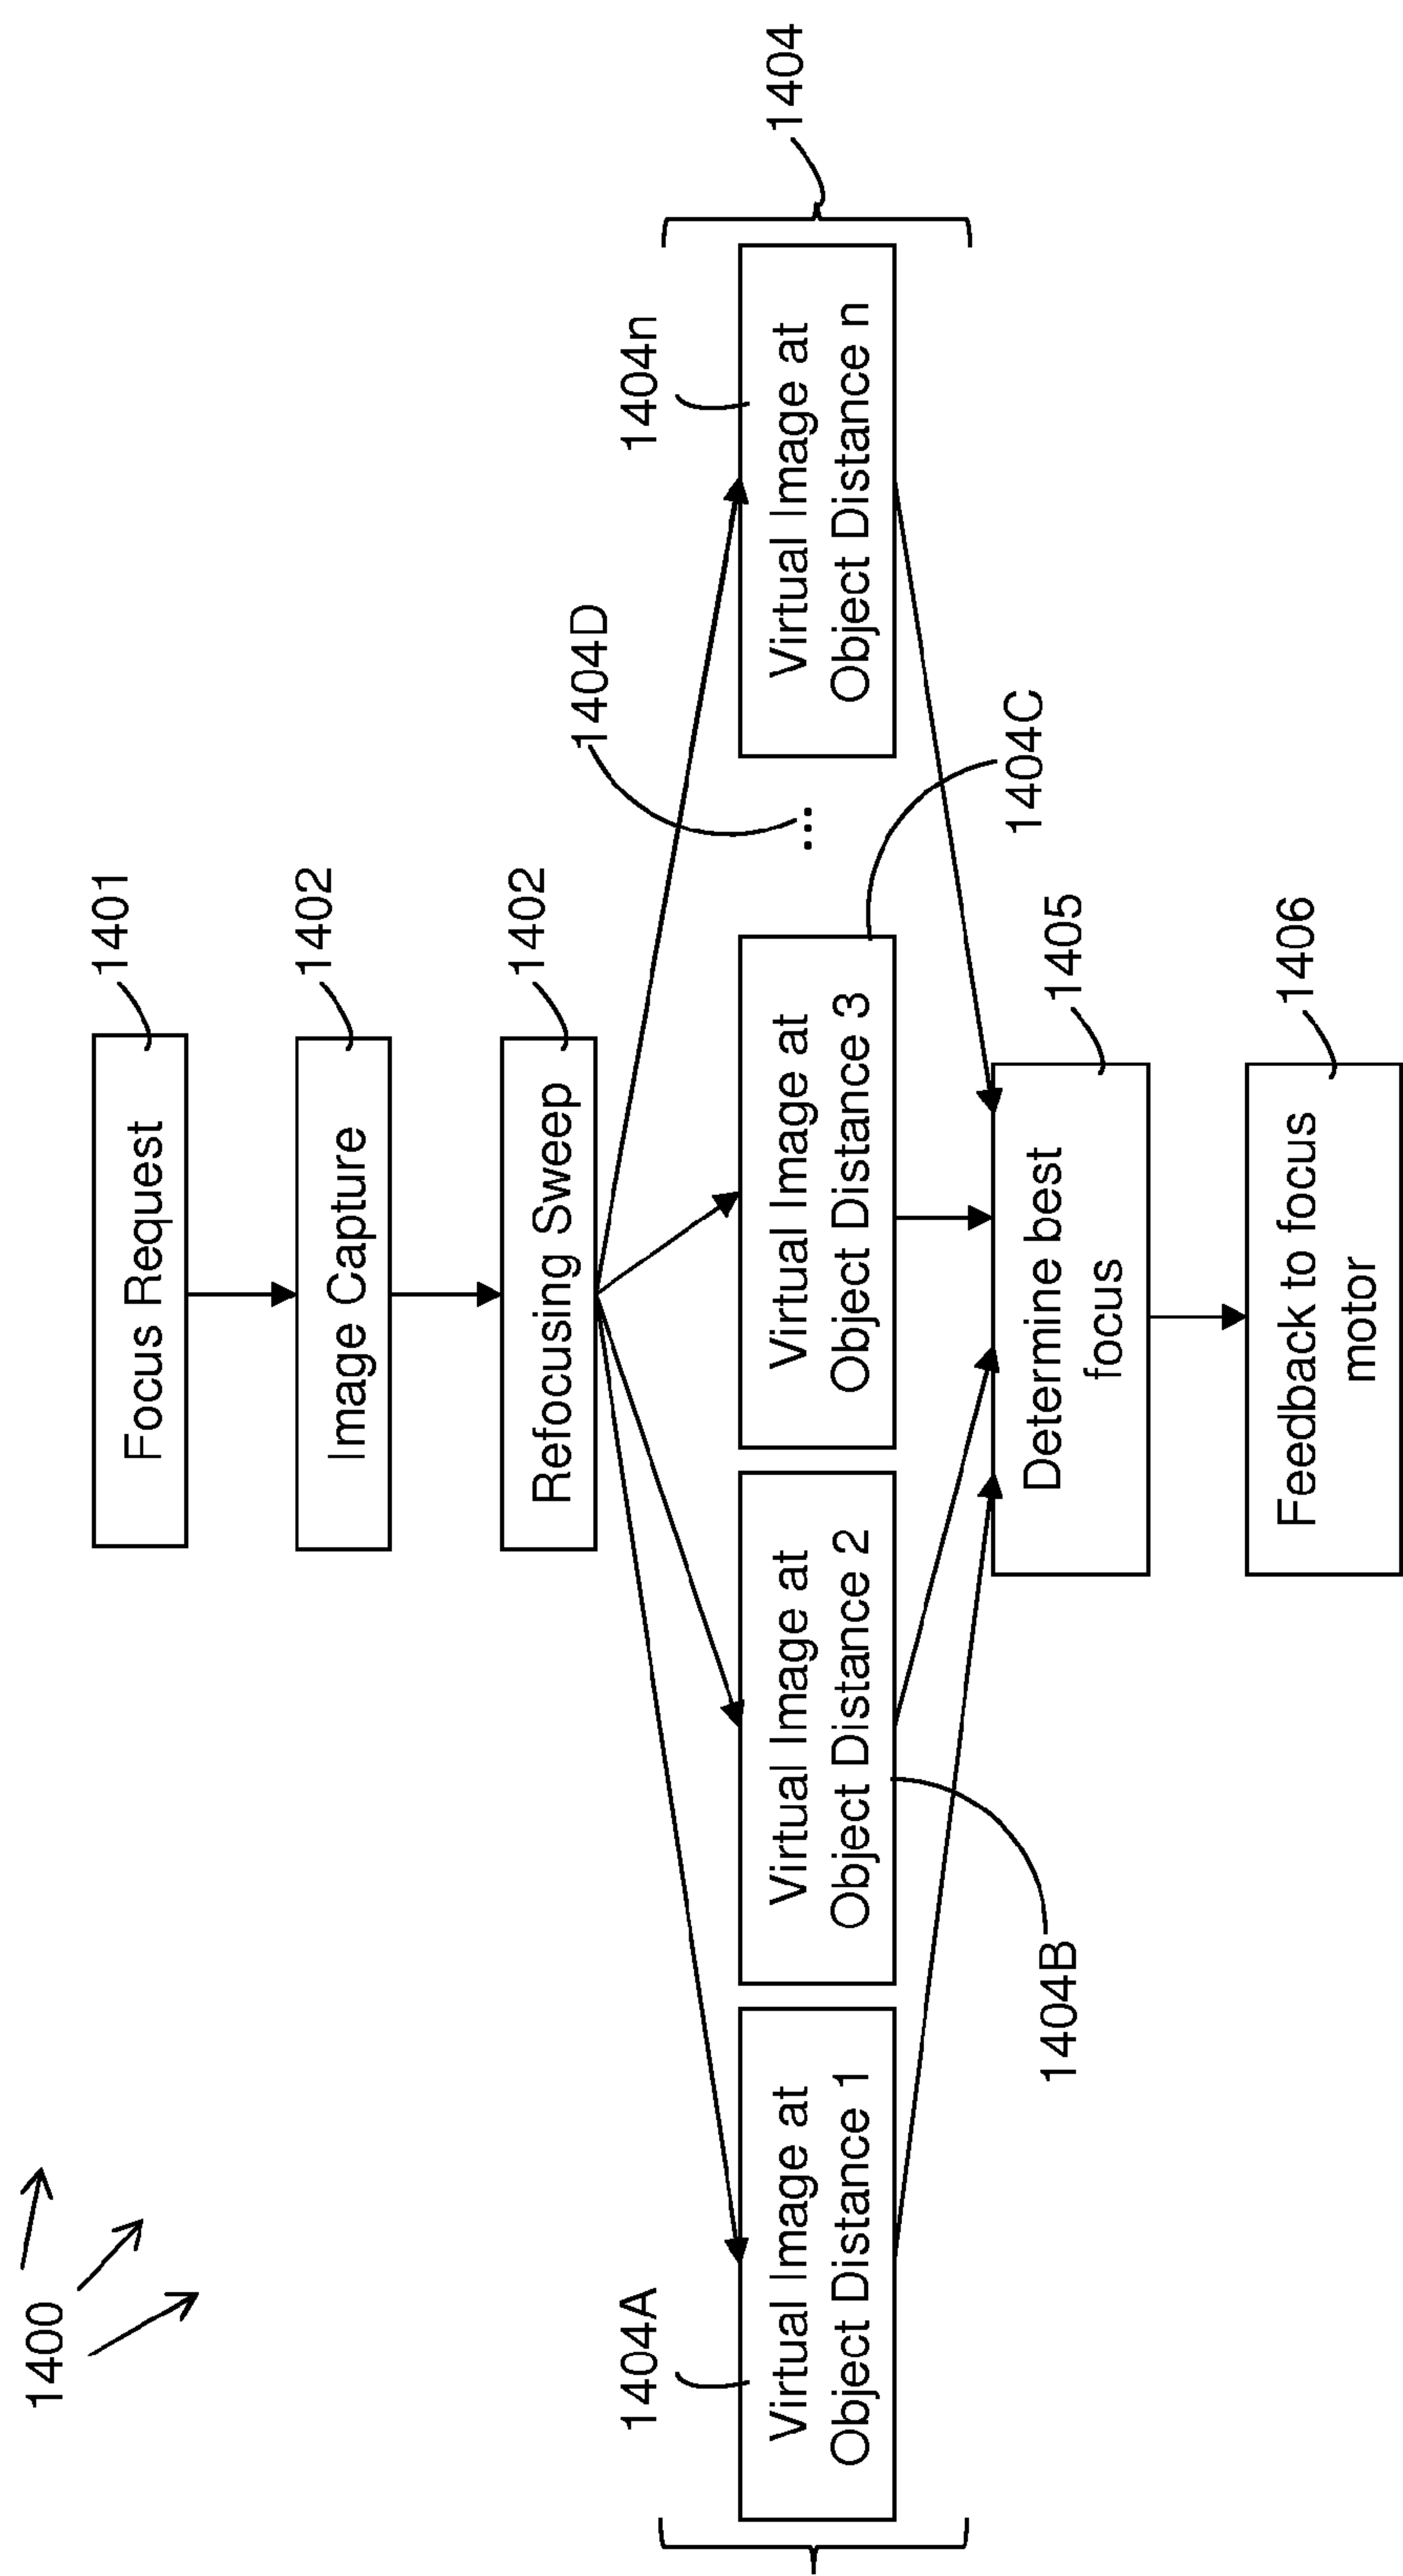 1400
Focus Request
1401
Image Capture
1402
Refocusing Sweep
1402
1404A
1404D
1404n
1404
Virtual Image at
Object Distance 1
Virtual Image at
Object Distance 2
Virtual Image at
Object Distance 3
...
Virtual Image at
Object Distance n
1404B
1404C
Determine best
focus
1405
Feedback to focus
motor
1406